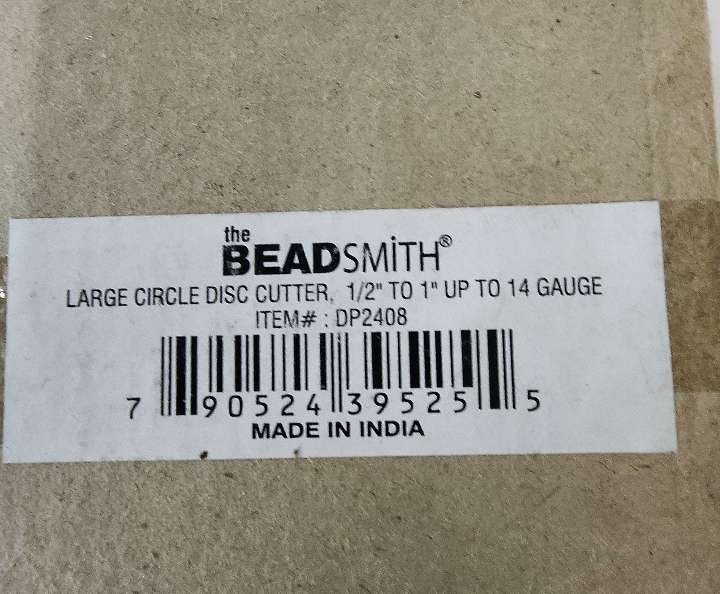 the
BEADSMiTH®
LARGE CIRCLE DISC CUTTER, 1/2" TO 1" UP TO 14 GAUGE
ITEM# : DP2408
7 90524 39525 5
MADE IN INDIA